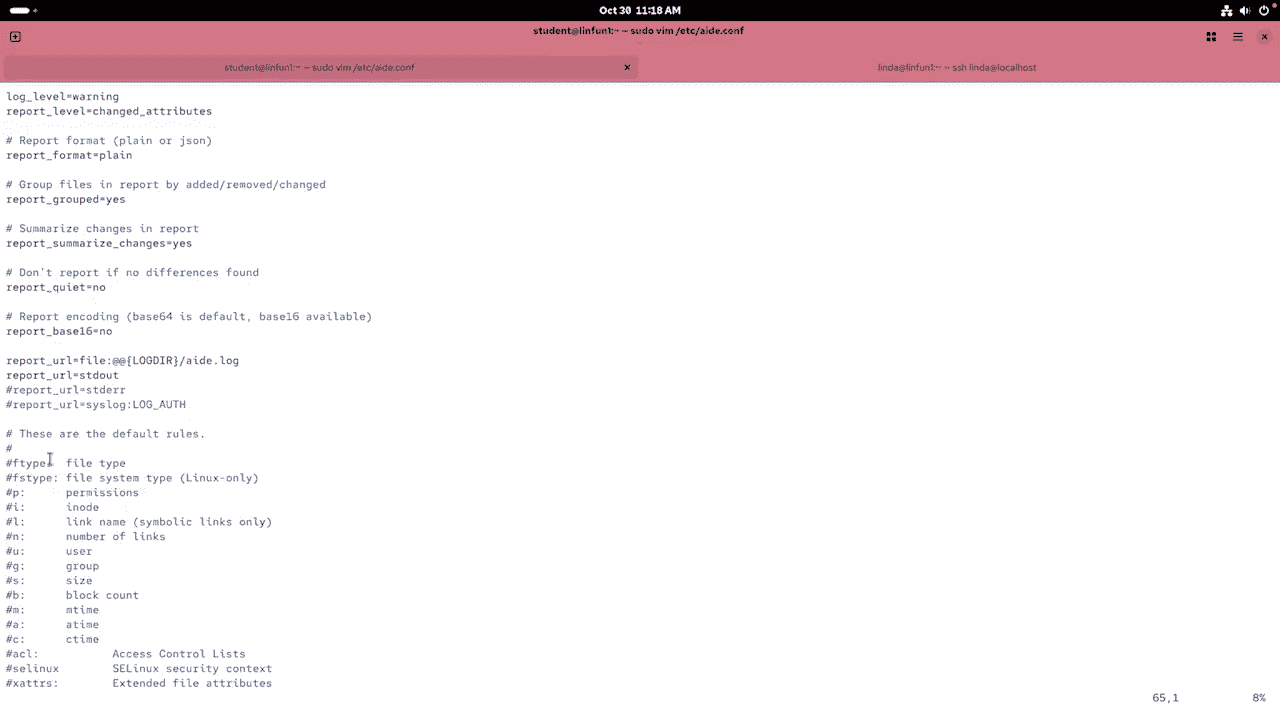 Oct 30 11:18 AM
student@linfun1:~ — sudo vim /etc/aide.conf
student@linfun1:~ — sudo vim /etc/aide.conf
linda@linfun1:~ — ssh linda@localhost
log_level=warning
report_level=changed_attributes
# Report format (plain or json)
report_format=plain
# Group files in report by added/removed/changed
report_grouped=yes
# Summarize changes in report
report_summarize_changes=yes
# Don't report if no differences found
report_quiet=no
# Report encoding (base64 is default, base16 available)
report_base16=no
report_url=file:@@{LOGDIR}/aide.log
report_url=stdout
#report_url=stderr
#report_url=syslog:LOG_AUTH
# These are the default rules.
#
#ftype: file type
#fstype: file system type (Linux-only)
#p: permissions
#i: inode
#l: link name (symbolic links only)
#n: number of links
#u: user
#g: group
#s: size
#b: block count
#m: mtime
#a: atime
#c: ctime
#acl: Access Control Lists
#selinux SELinux security context
#xattrs: Extended file attributes
65,1 8%